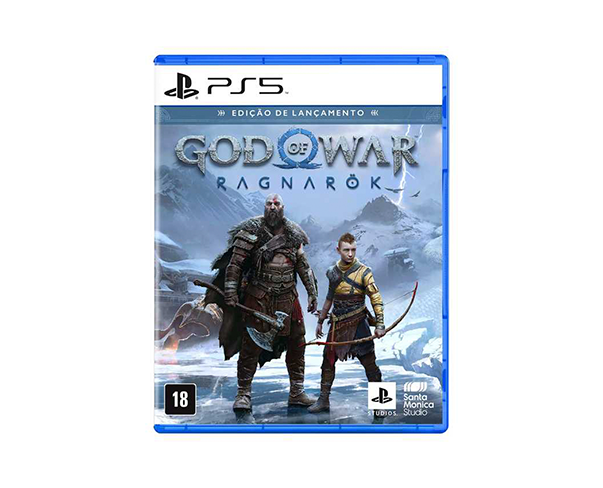 PS5
EDIÇÃO DE LANÇAMENTO
GOD OF WAR
RAGNARÖK
18
STUDIOS
Santa
Monica
Studio